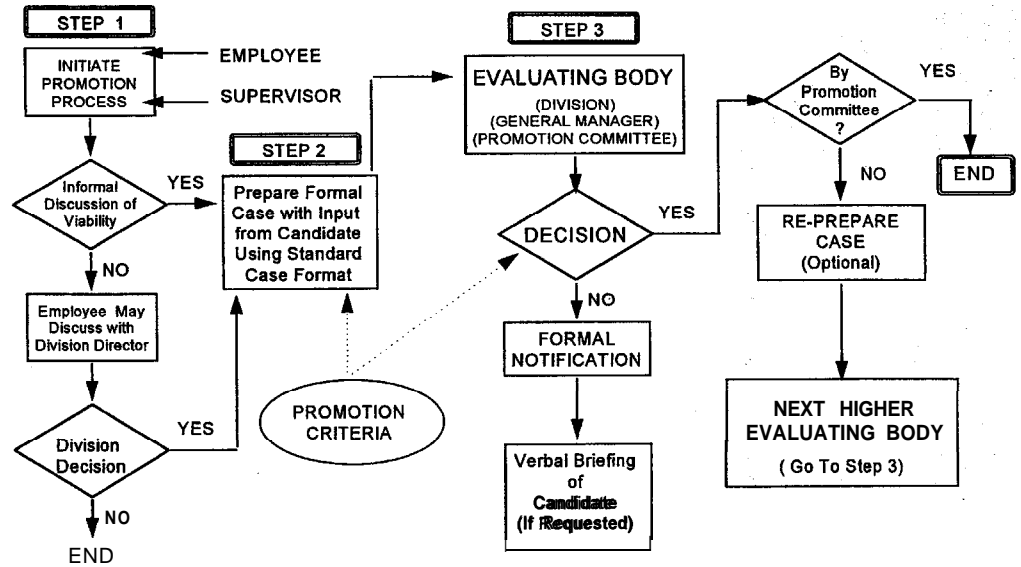 STEP 1
INITIATE
PROMOTION
PROCESS
EMPLOYEE
SUPERVISOR
Informal
Discussion of
Viability
YES
NO
Employee May
Discuss with
Division Director
Division
Decision
YES
NO
END
STEP 2
Prepare Formal
Case with Input
from Candidate
Using Standard
Case Format
PROMOTION
CRITERIA
STEP 3
EVALUATING BODY
(DIVISION)
(GENERAL MANAGER)
(PROMOTION COMMITTEE)
DECISION
YES
NO
FORMAL
NOTIFICATION
Verbal Briefing
of
Candidate
(If Requested)
By
Promotion
Committee
?
YES
END
NO
RE-PREPARE
CASE
(Optional)
NEXT HIGHER
EVALUATING BODY
( Go To Step 3)